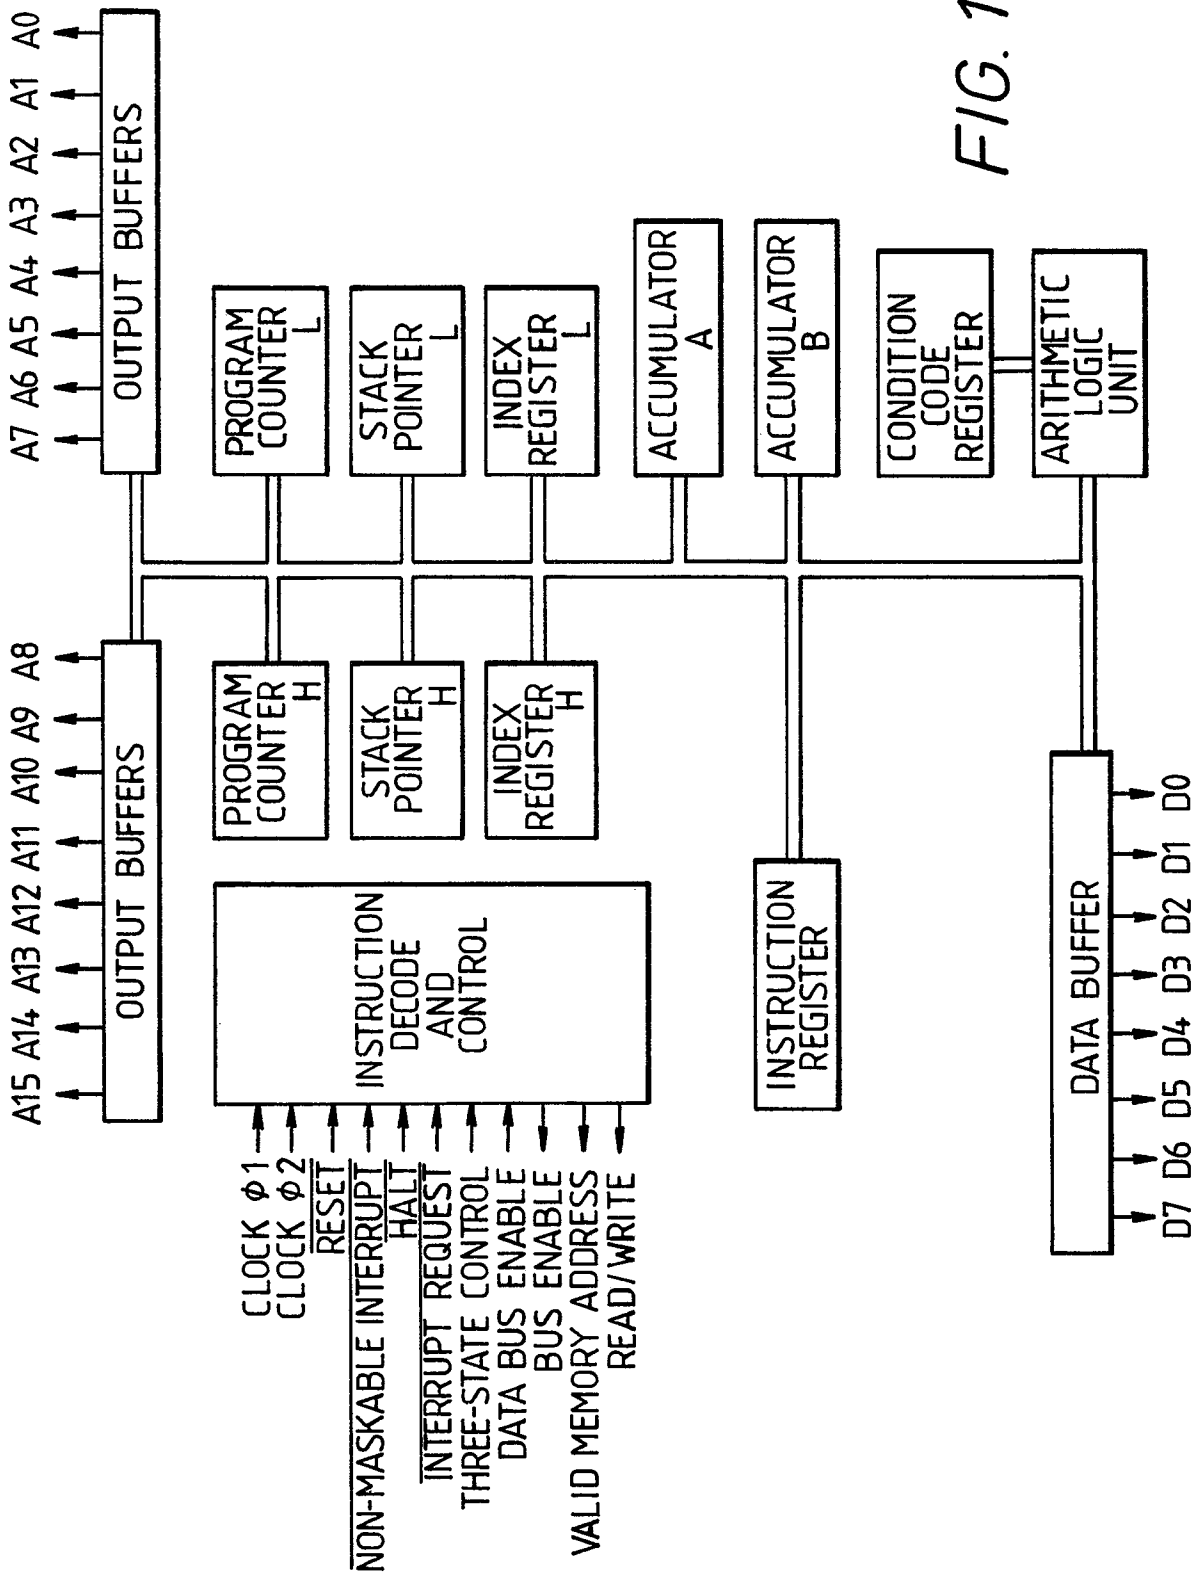 A15 A14 A13 A12 A11 A10 A9 A8
A7 A6 A5 A4 A3 A2 A1 A0
OUTPUT BUFFERS
OUTPUT BUFFERS
CLOCK φ1
CLOCK φ2
RESET
NON-MASKABLE INTERRUPT
HALT
INTERRUPT REQUEST
THREE-STATE CONTROL
DATA BUS ENABLE
BUS ENABLE
VALID MEMORY ADDRESS
READ/WRITE
INSTRUCTION
DECODE
AND
CONTROL
PROGRAM
COUNTER
H
PROGRAM
COUNTER
L
STACK
POINTER
H
STACK
POINTER
L
INDEX
REGISTER
H
INDEX
REGISTER
L
ACCUMULATOR
A
INSTRUCTION
REGISTER
ACCUMULATOR
B
CONDITION
CODE
REGISTER
ARITHMETIC
LOGIC
UNIT
DATA BUFFER
D7 D6 D5 D4 D3 D2 D1 D0
FIG. 1